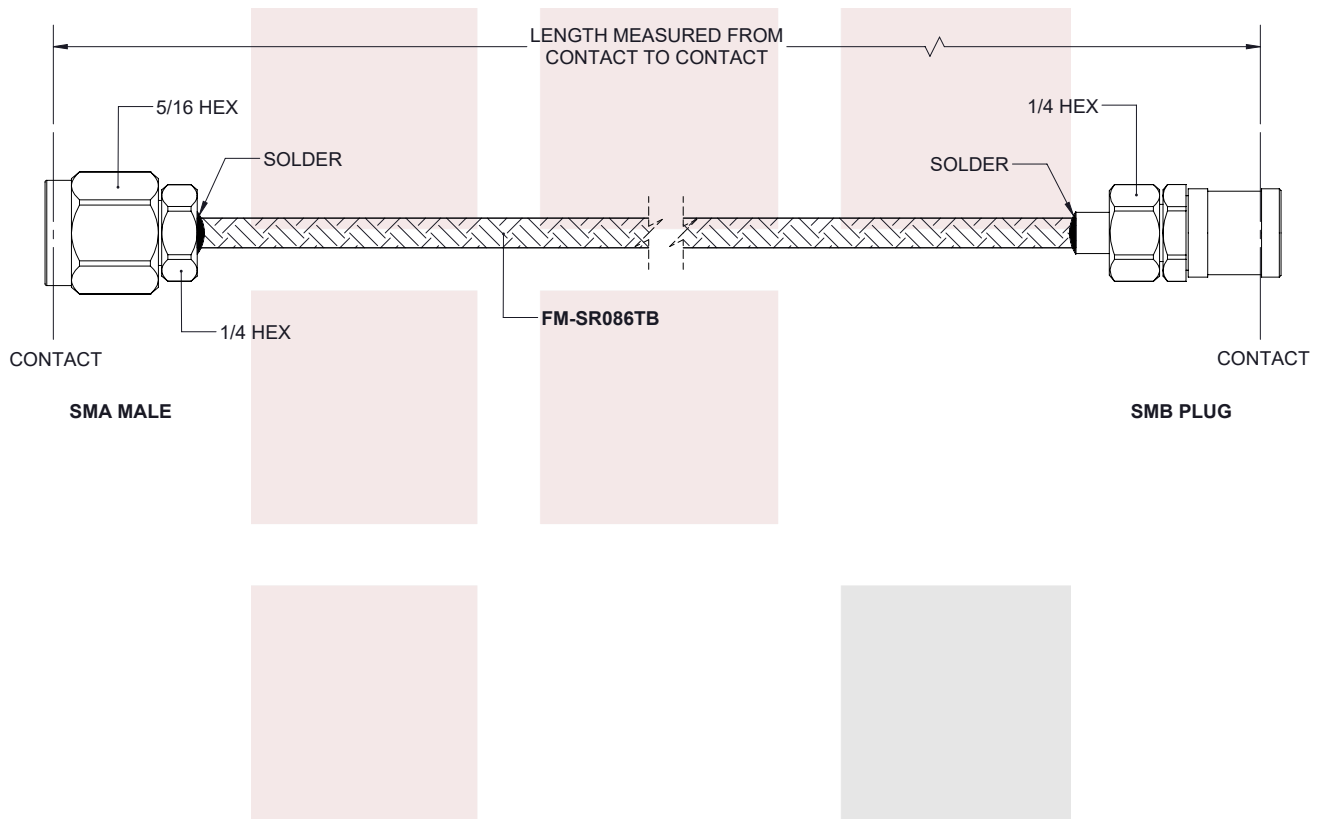 LENGTH MEASURED FROM
CONTACT TO CONTACT
5/16 HEX
1/4 HEX
SOLDER
SOLDER
FM-SR086TB
1/4 HEX
CONTACT
CONTACT
SMA MALE
SMB PLUG